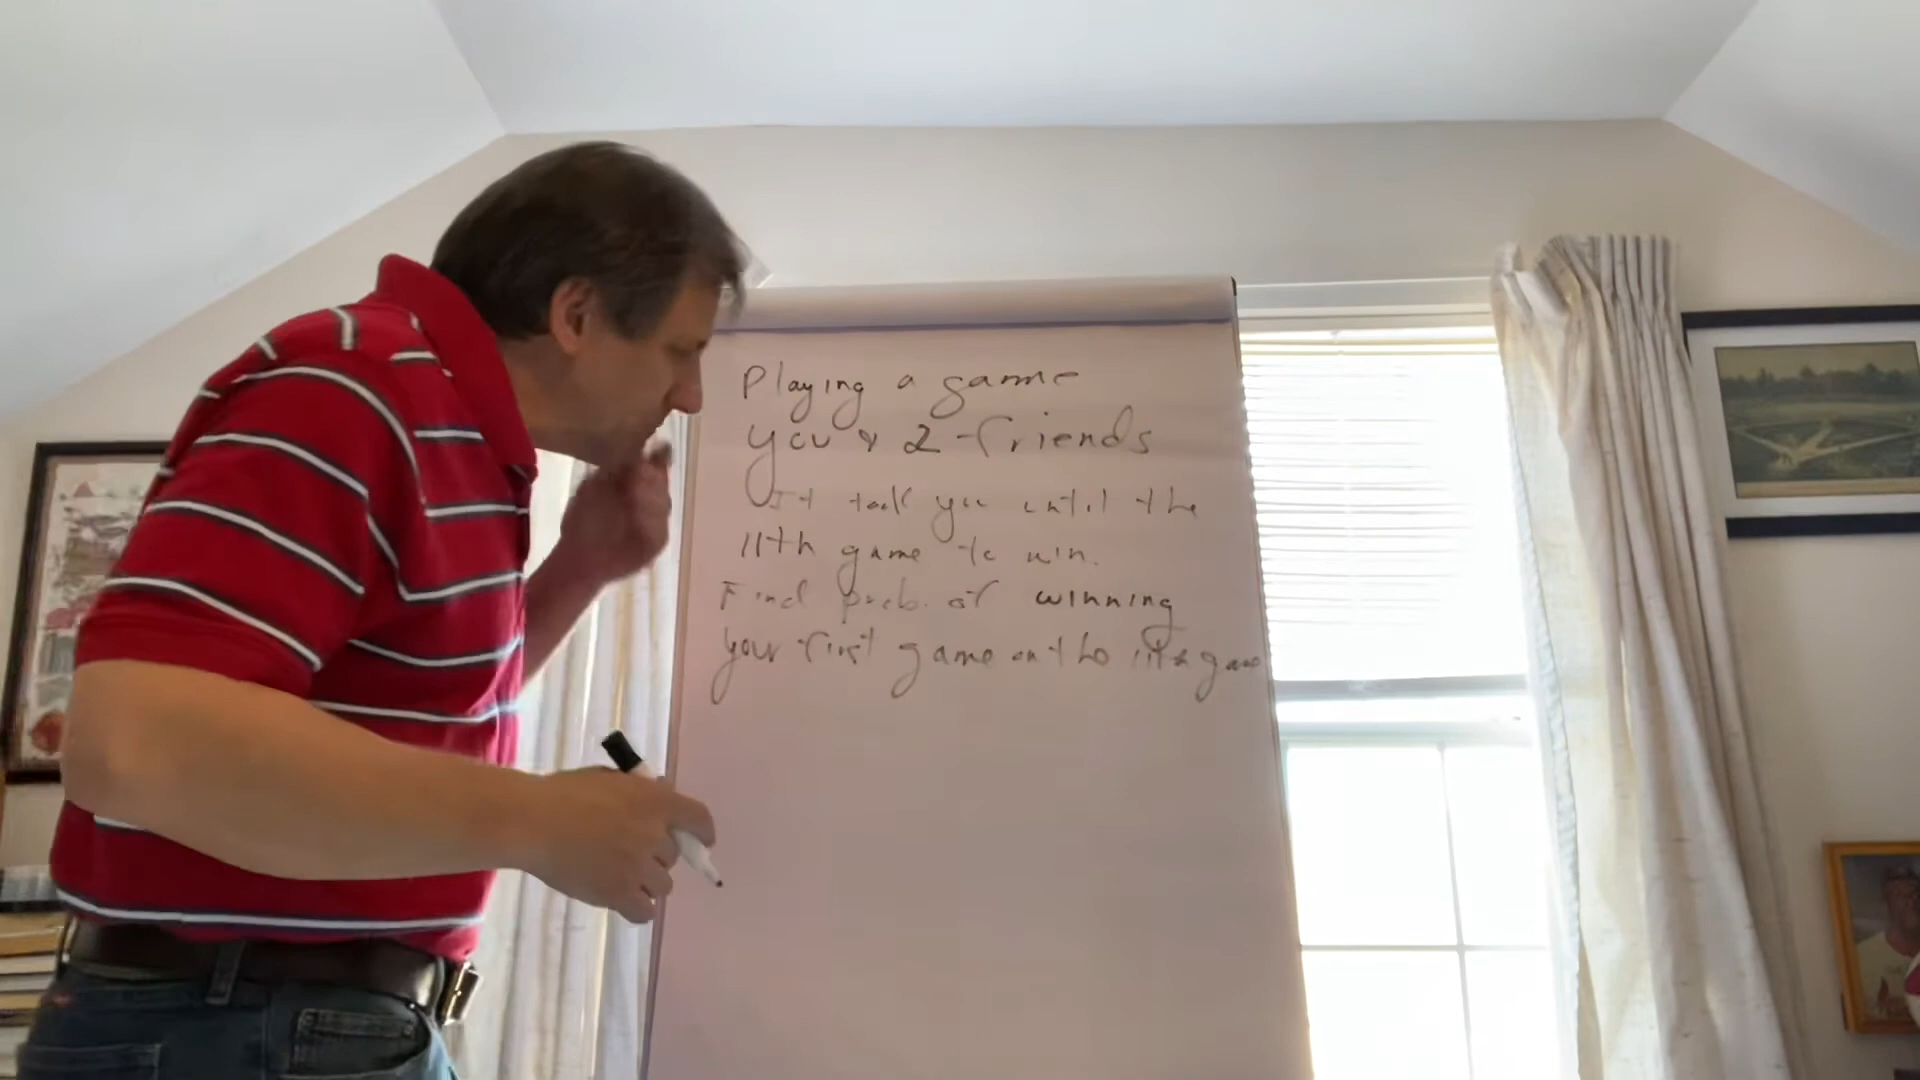 Playing a game
you & 2 friends
It took you until the
11th game to win.
Find prob. of winning
your first game on the 11th game